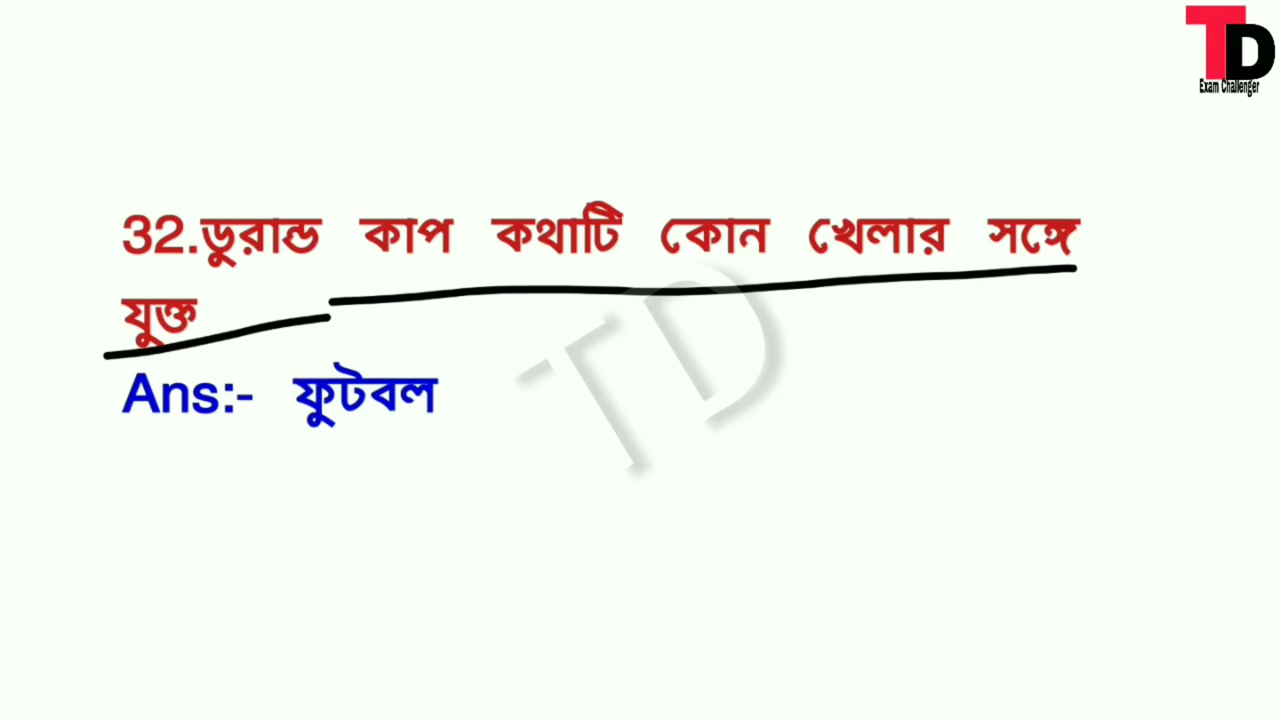 TD
Exam Challenger
32.ডুরান্ড কাপ কথাটি কোন খেলার সঙ্গে
যুক্ত
Ans:- ফুটবল
TD